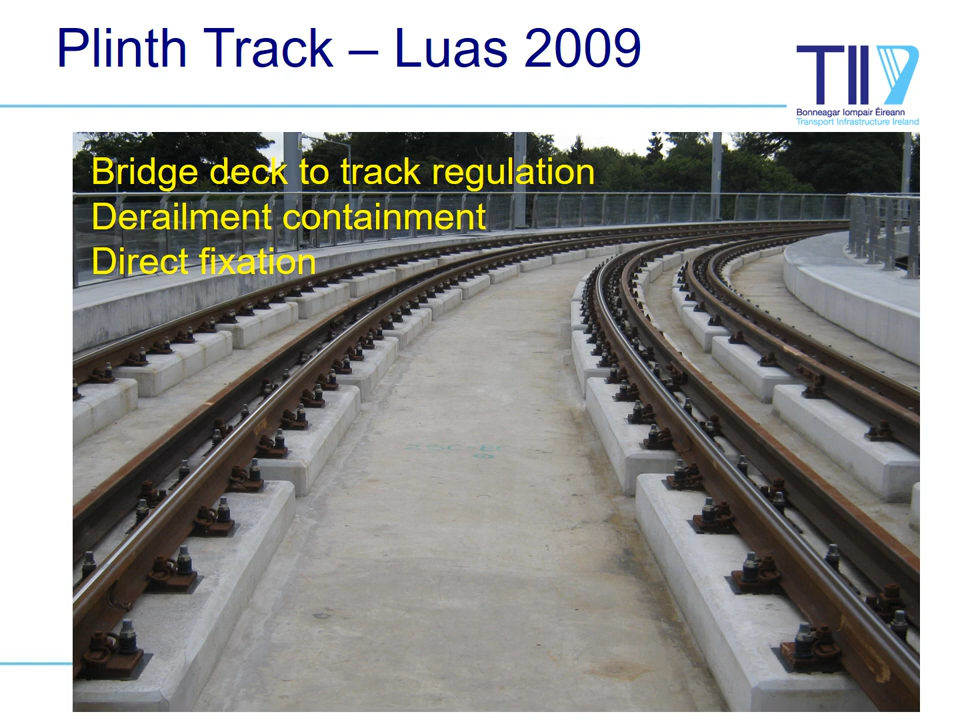 Plinth Track – Luas 2009
TII
Bonneagar Iompair Éireann
Transport Infrastructure Ireland
Bridge deck to track regulation
Derailment containment
Direct fixation